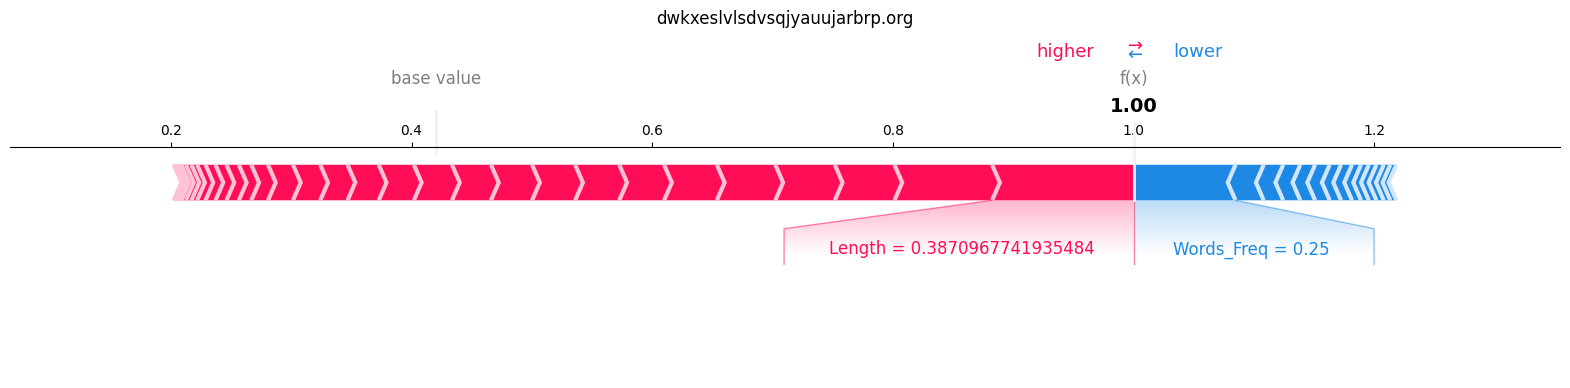 dwkxeslvlsdvsqjyauujarbrp.org
higher ⇄ lower
base value f(x)
1.00
0.2 0.4 0.6 0.8 1.0 1.2
Length = 0.3870967741935484 Words_Freq = 0.25